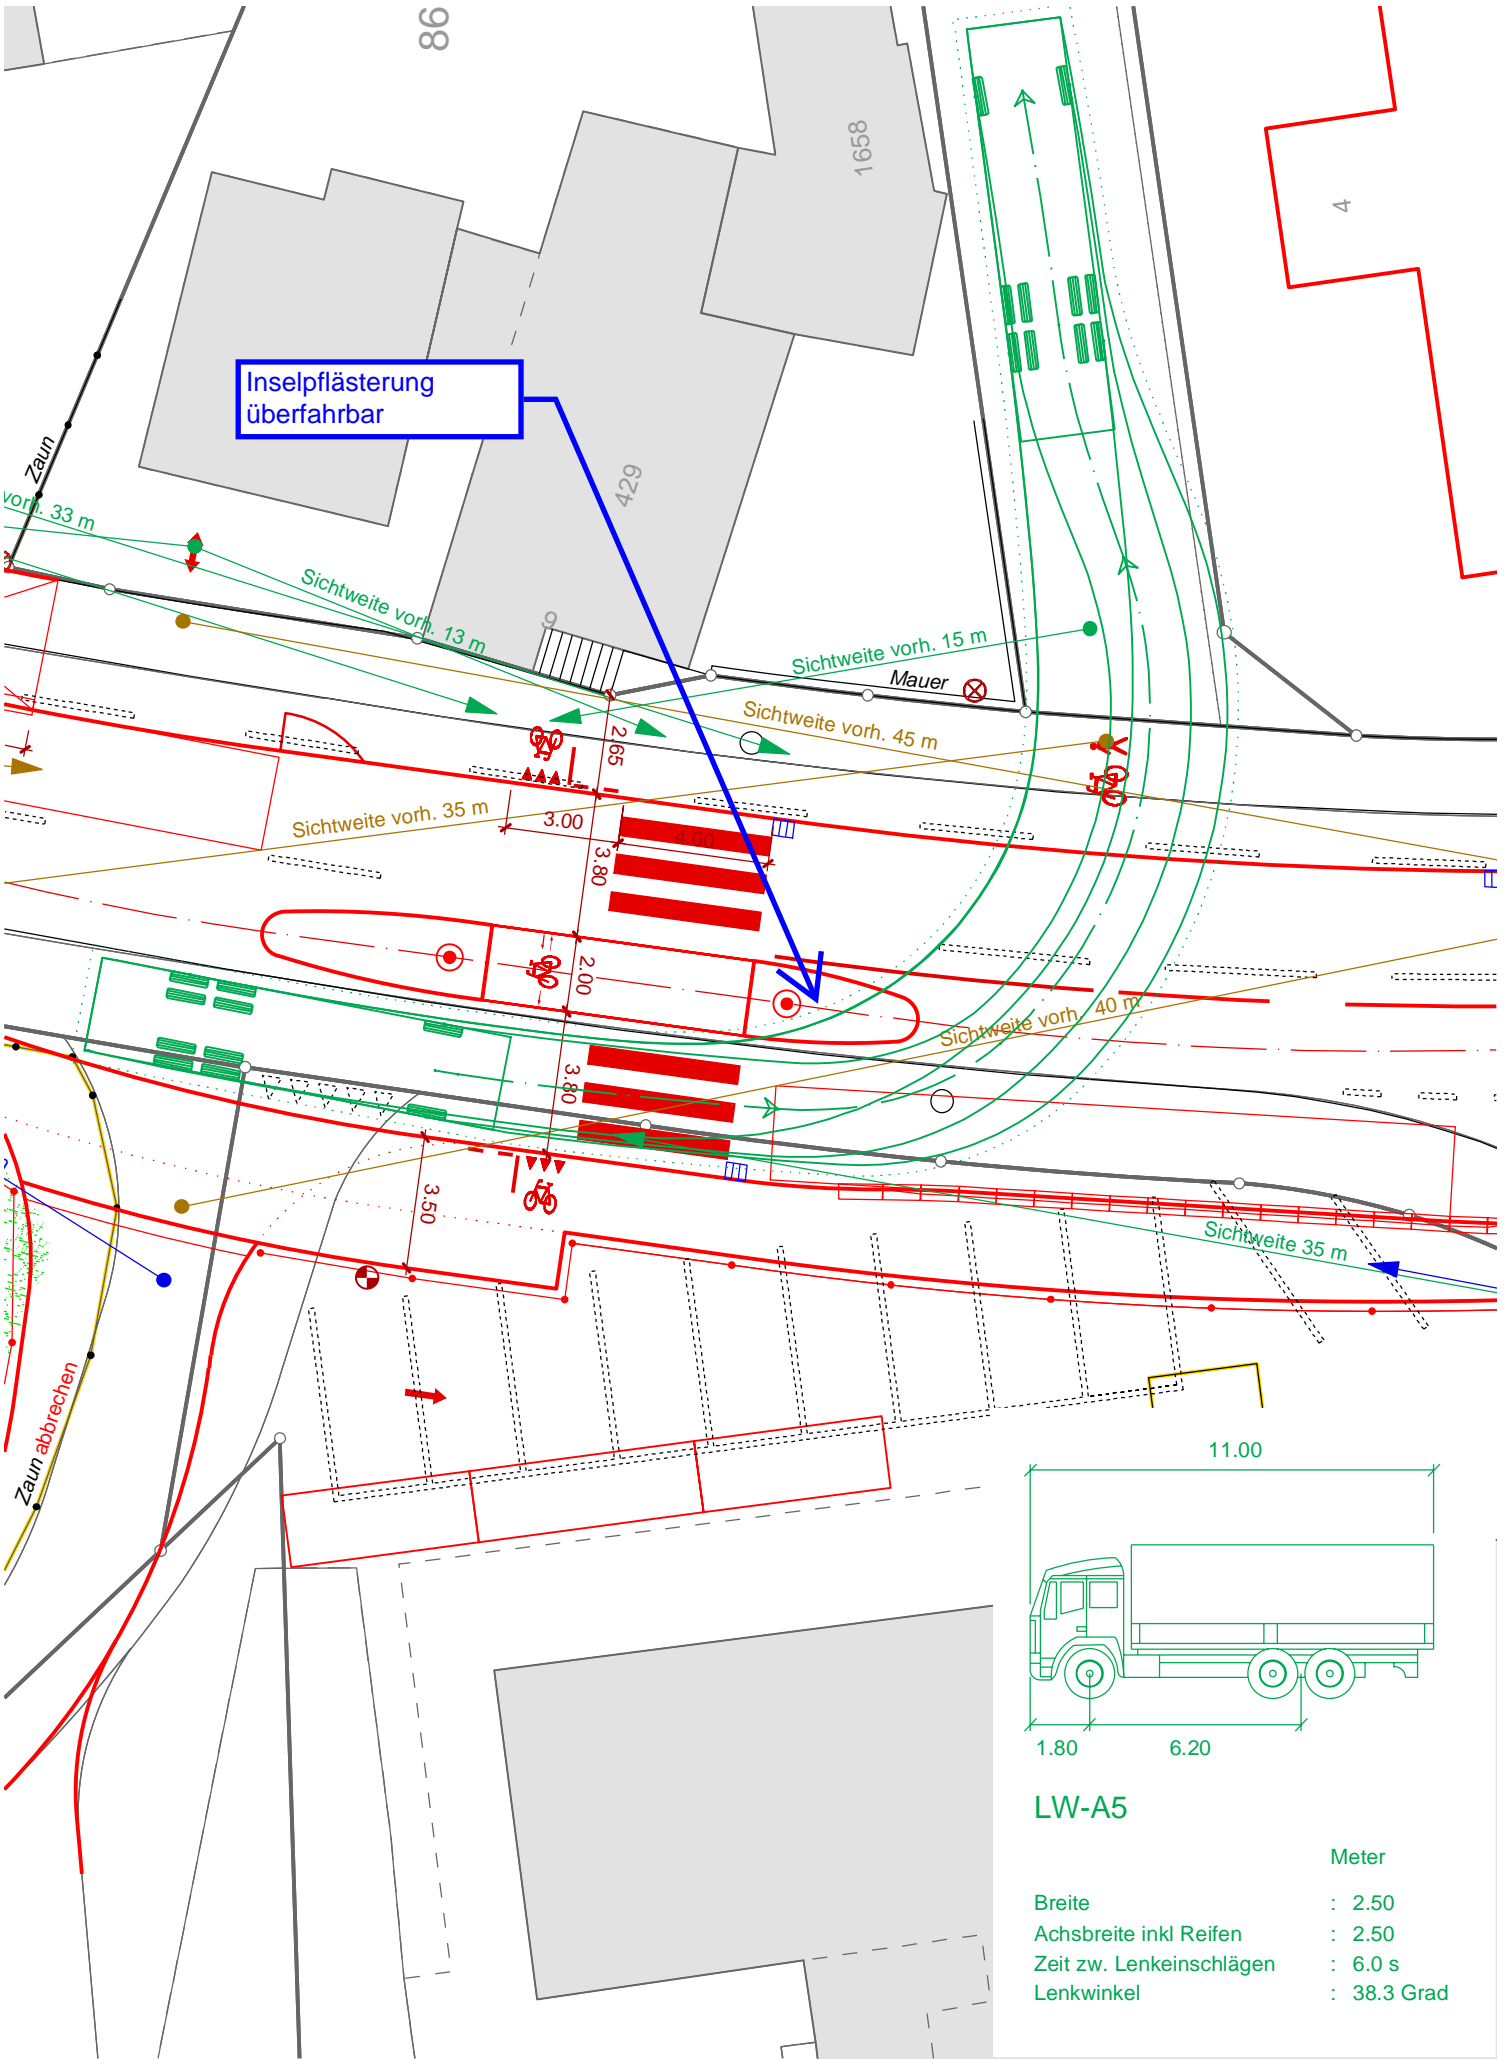 86
1658
4
Inselpflästerung
überfahrbar
429
Zaun
vorh. 33 m
Sichtweite vorh. 13 m
9
Sichtweite vorh. 15 m
Mauer
Sichtweite vorh. 45 m
2.65
Sichtweite vorh. 35 m
3.00
4.00
3.80
2.00
Sichtweite vorh. 40 m
3.80
3.50
Sichtweite 35 m
Zaun abbrechen
11.00
1.80
6.20
LW-A5
Meter
Breite : 2.50
Achsbreite inkl Reifen : 2.50
Zeit zw. Lenkeinschlägen : 6.0 s
Lenkwinkel : 38.3 Grad